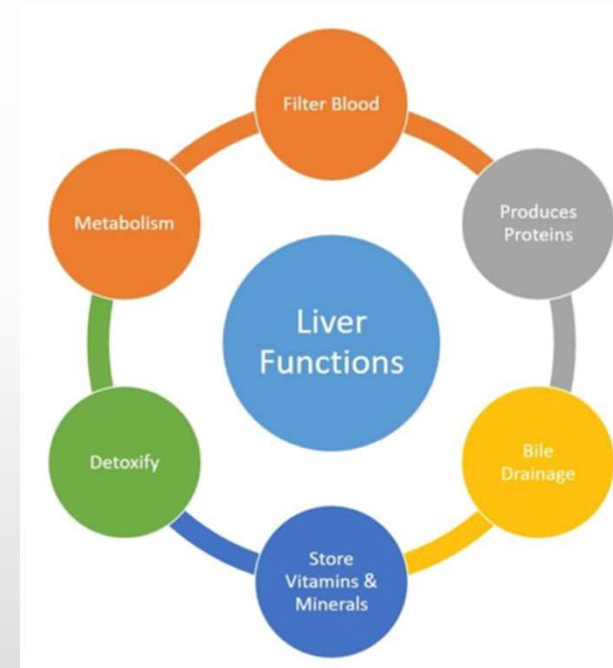 Filter Blood
Produces
Proteins
Bile
Drainage
Store
Vitamins &
Minerals
Detoxify
Metabolism
Liver
Functions